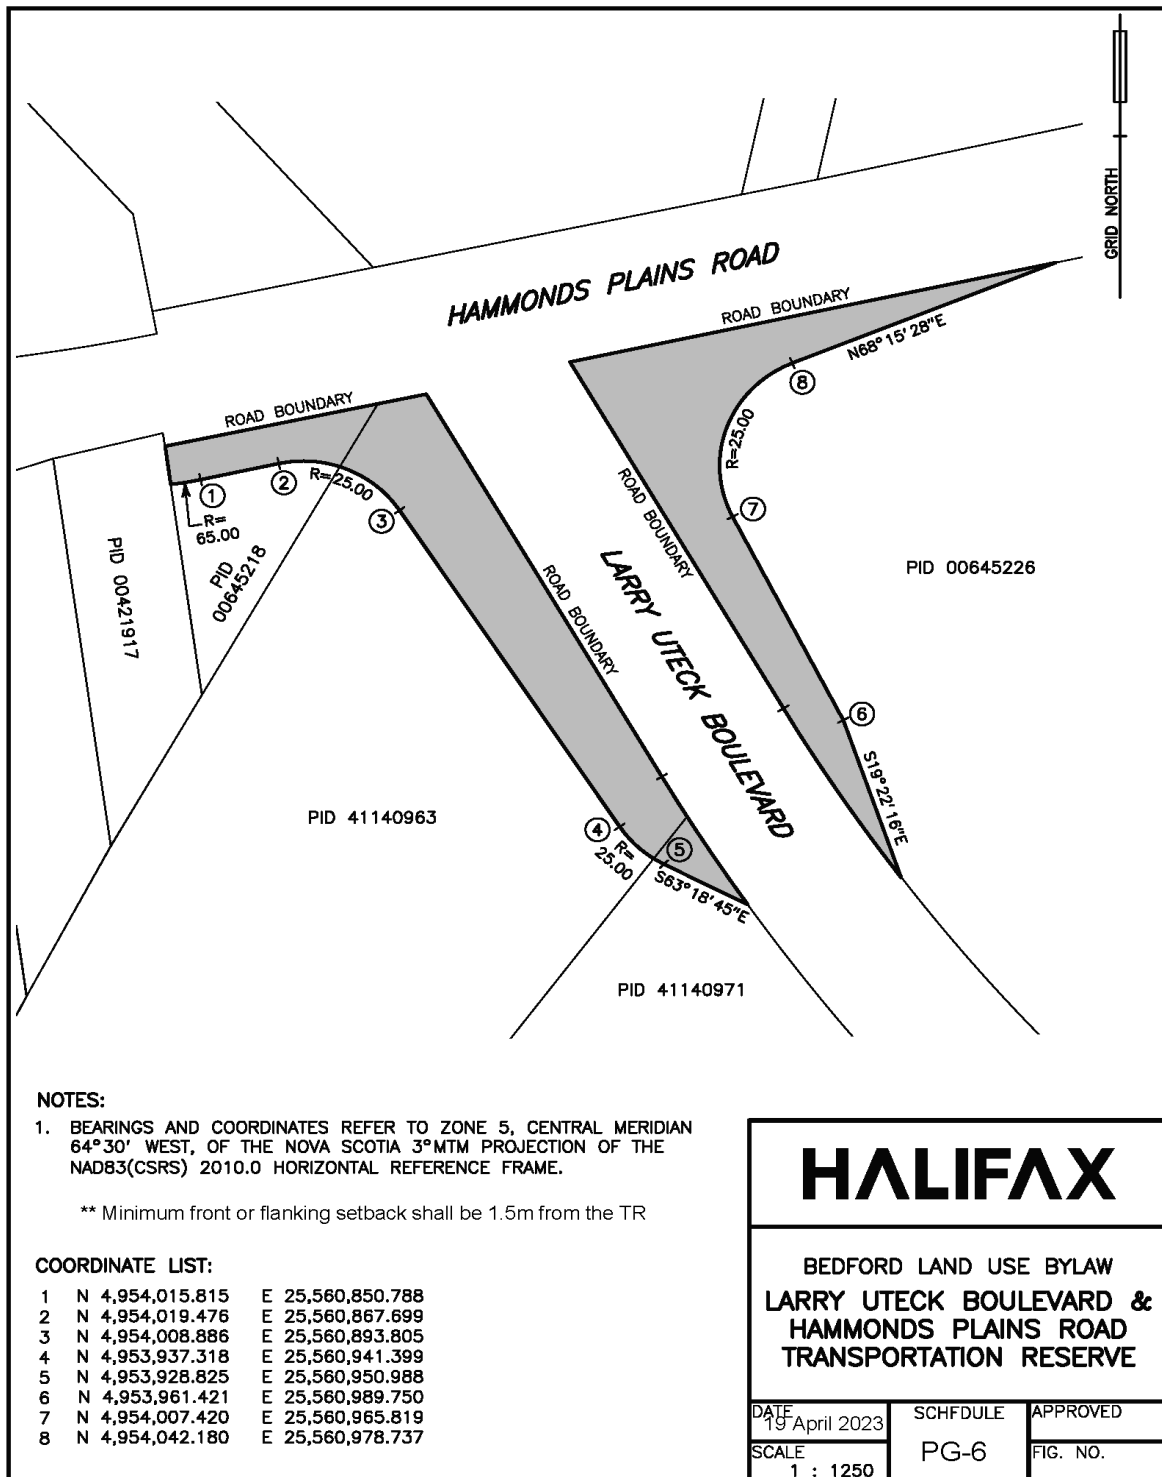 GRID NORTH
HAMMONDS PLAINS ROAD
ROAD BOUNDARY
N68°15'28"E
8
ROAD BOUNDARY
R=25.00
1
2
R=25.00
3
R=
65.00
ROAD BOUNDARY
7
PID 00421917
PID
00645218
PID 00645226
ROAD BOUNDARY
LARRY UTECK BOULEVARD
6
S19°22'16"E
PID 41140963
4
R=
25.00
5
S63°18'45"E
PID 41140971
NOTES:
1. BEARINGS AND COORDINATES REFER TO ZONE 5, CENTRAL MERIDIAN
64°30' WEST, OF THE NOVA SCOTIA 3°MTM PROJECTION OF THE
NAD83(CSRS) 2010.0 HORIZONTAL REFERENCE FRAME.
** Minimum front or flanking setback shall be 1.5m from the TR
COORDINATE LIST:
1 N 4,954,015.815 E 25,560,850.788
2 N 4,954,019.476 E 25,560,867.699
3 N 4,954,008.886 E 25,560,893.805
4 N 4,953,937.318 E 25,560,941.399
5 N 4,953,928.825 E 25,560,950.988
6 N 4,953,961.421 E 25,560,989.750
7 N 4,954,007.420 E 25,560,965.819
8 N 4,954,042.180 E 25,560,978.737
HALIFAX
BEDFORD LAND USE BYLAW
LARRY UTECK BOULEVARD &
HAMMONDS PLAINS ROAD
TRANSPORTATION RESERVE
DATE
19 April 2023
SCHEDULE
PG-6
APPROVED
SCALE
1 : 1250
FIG. NO.